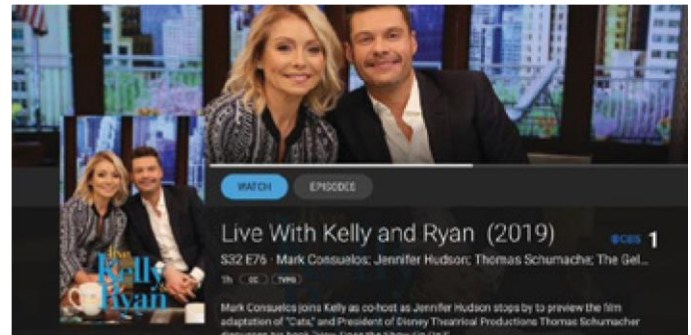 WATCH EPISODES
live
Kelly
Ryan
Live With Kelly and Ryan (2019) CBS 1
S32 E76 · Mark Consuelos; Jennifer Hudson; Thomas Schumache; The Gel...
1h CC TVPG
Mark Consuelos joins Kelly as co-host as Jennifer Hudson stops by to preview the film
adaptation of "Cats," and President of Disney Theatrical Productions Thomas Schumacher